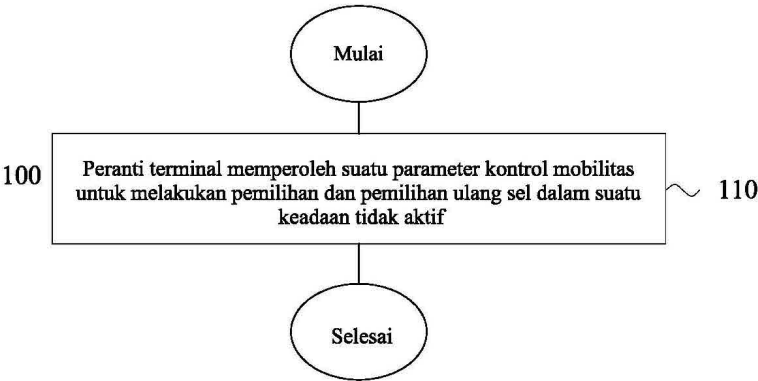 Mulai
Peranti terminal memperoleh suatu parameter kontrol mobilitas
100
untuk melakukan pemilihan dan pemilihan ulang sel dalam suatu
110
keadaan tidak aktif
Selesai